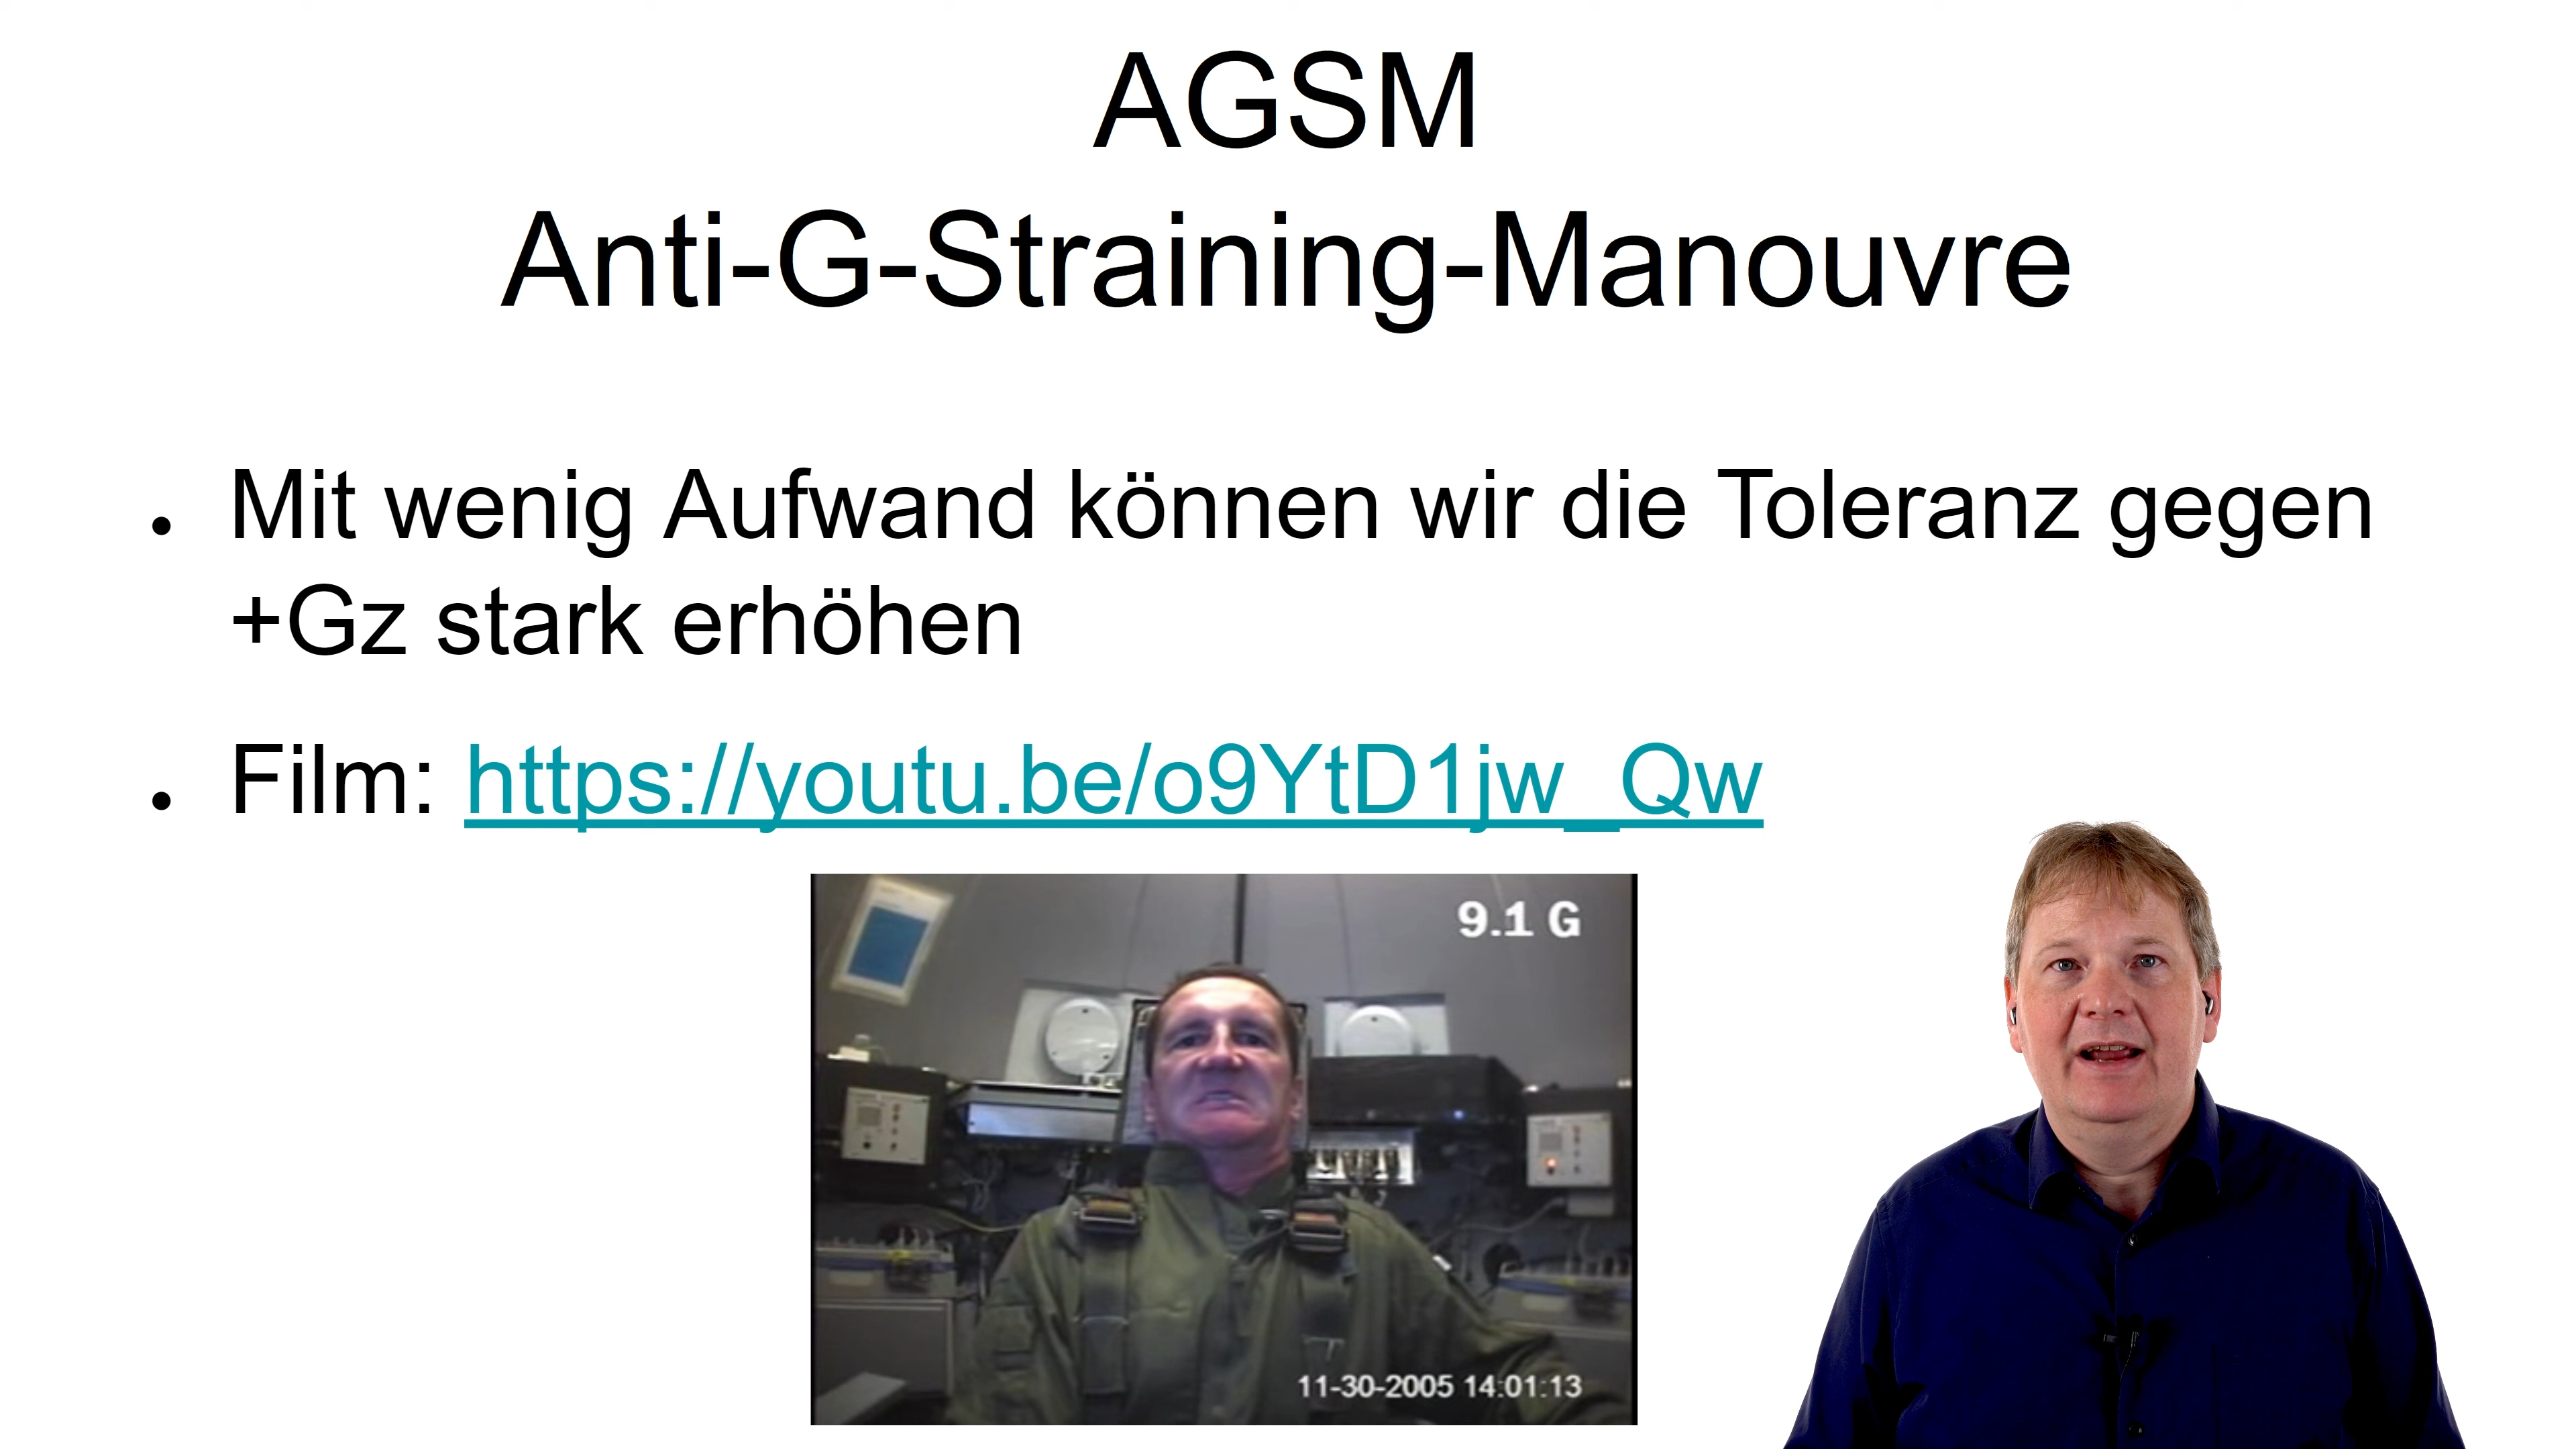 AGSM
Anti-G-Straining-Manouvre
• Mit wenig Aufwand können wir die Toleranz gegen
+Gz stark erhöhen
• Film: https://youtu.be/o9YtD1jw_Qw
9.1 G
11-30-2005 14:01:13